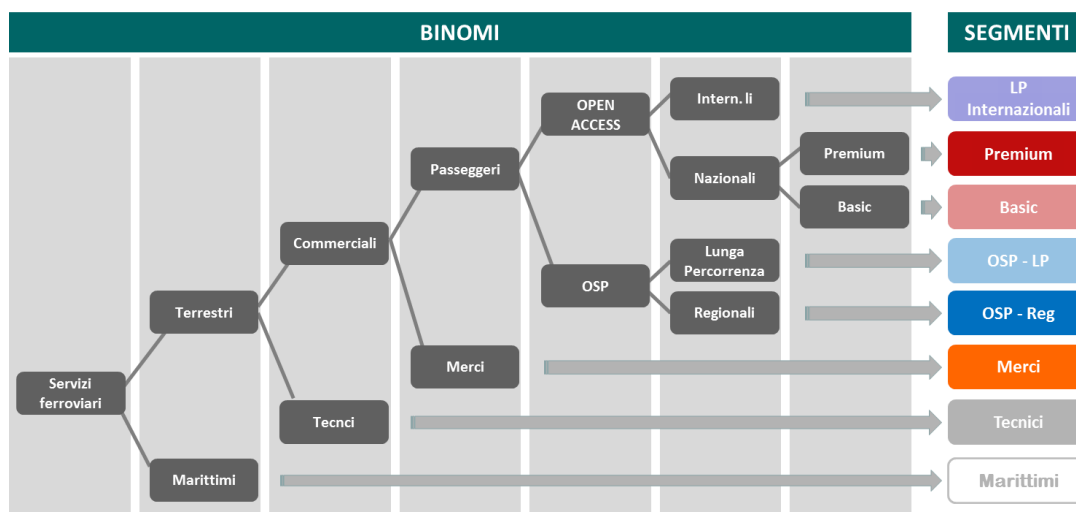 BINOMI
SEGMENTI
Servizi
ferroviari
Terrestri
Marittimi
Commerciali
Tecnci
Passeggeri
Merci
OPEN
ACCESS
OSP
Intern. li
Nazionali
Lunga
Percorrenza
Regionali
Premium
Basic
LP
Internazionali
Premium
Basic
OSP - LP
OSP - Reg
Merci
Tecnici
Marittimi